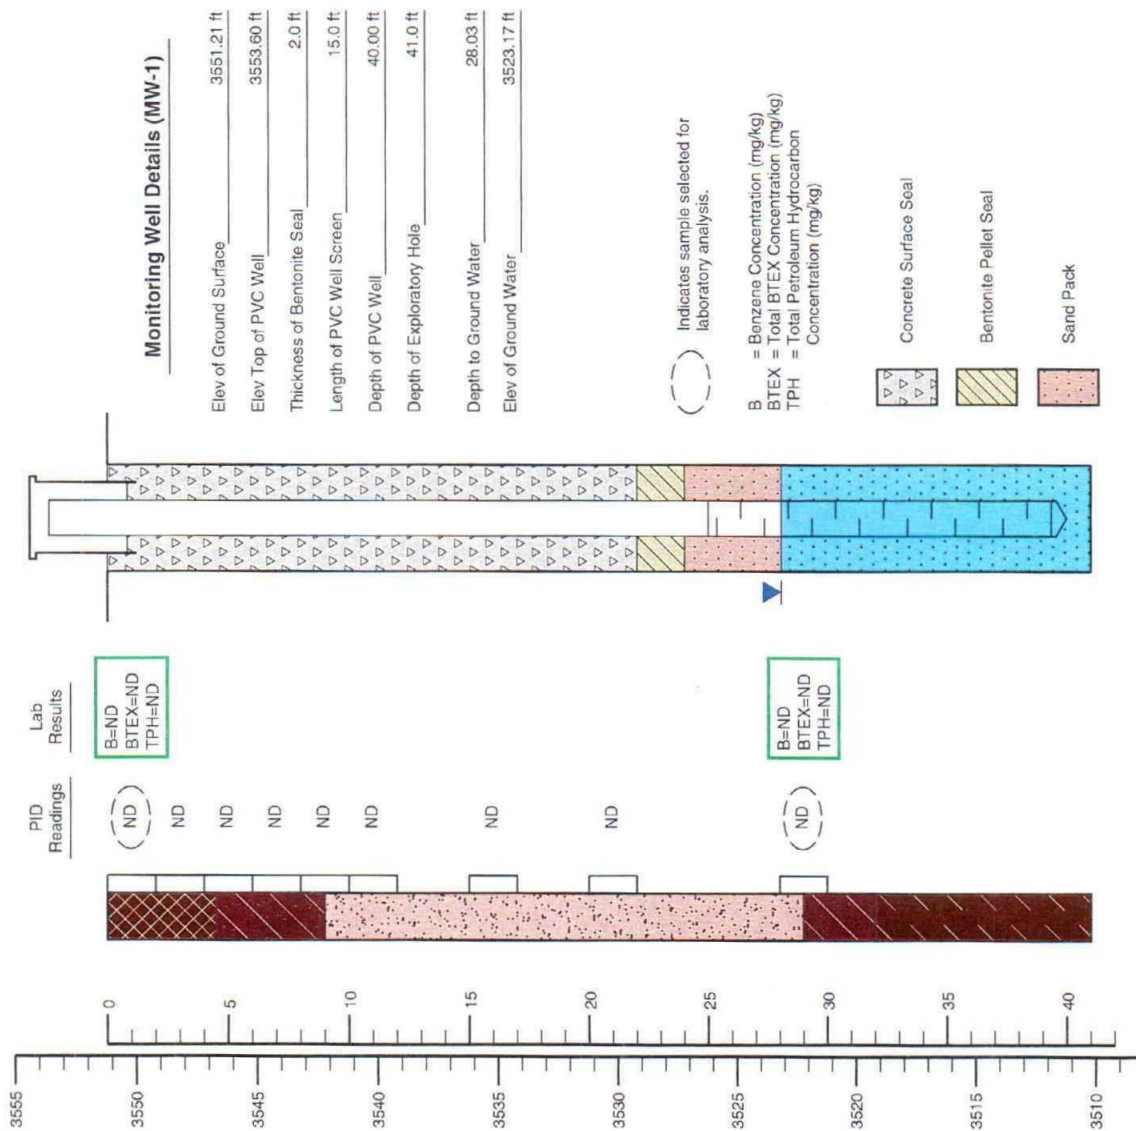 Monitoring Well Details (MW-1)
Elev of Ground Surface 3551.21 ft
Elev Top of PVC Well 3553.60 ft
Thickness of Bentonite Seal 2.0 ft
Length of PVC Well Screen 15.0 ft
Depth of PVC Well 40.00 ft
Depth of Exploratory Hole 41.0 ft
Depth to Ground Water 28.03 ft
Elev of Ground Water 3523.17 ft
Indicates sample selected for
laboratory analysis.
B = Benzene Concentration (mg/kg)
BTEX = Total BTEX Concentration (mg/kg)
TPH = Total Petroleum Hydrocarbon
Concentration (mg/kg)
Concrete Surface Seal
Bentonite Pellet Seal
Sand Pack
Lab
Results
B=ND
BTEX=ND
TPH=ND
B=ND
BTEX=ND
TPH=ND
PID
Readings
ND
ND
ND
ND
ND
ND
ND
ND
ND
0
5
10
15
20
25
30
35
40
3555
3550
3545
3540
3535
3530
3525
3520
3515
3510